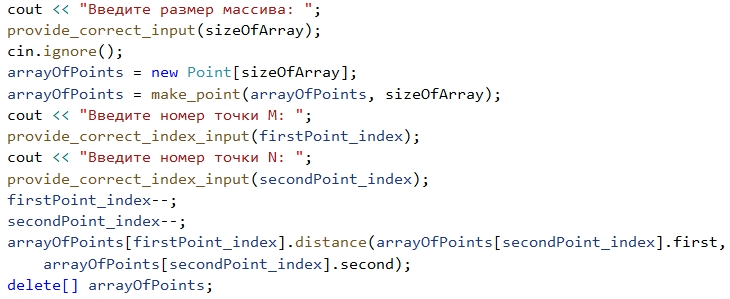 cout << "Введите размер массива: ";
provide_correct_input(sizeOfArray);
cin.ignore();
arrayOfPoints = new Point[sizeOfArray];
arrayOfPoints = make_point(arrayOfPoints, sizeOfArray);
cout << "Введите номер точки M: ";
provide_correct_index_input(firstPoint_index);
cout << "Введите номер точки N: ";
provide_correct_index_input(secondPoint_index);
firstPoint_index--;
secondPoint_index--;
arrayOfPoints[firstPoint_index].distance(arrayOfPoints[secondPoint_index].first,
    arrayOfPoints[secondPoint_index].second);
delete[] arrayOfPoints;